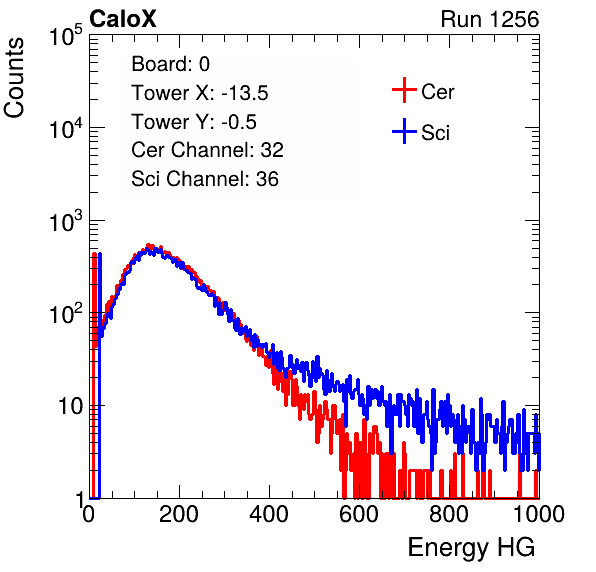 CaloX Run 1256
Counts
10^5
10^4
10^3
10^2
10
1
Board: 0
Tower X: -13.5
Tower Y: -0.5
Cer Channel: 32
Sci Channel: 36
Cer
Sci
0 200 400 600 800 1000
Energy HG